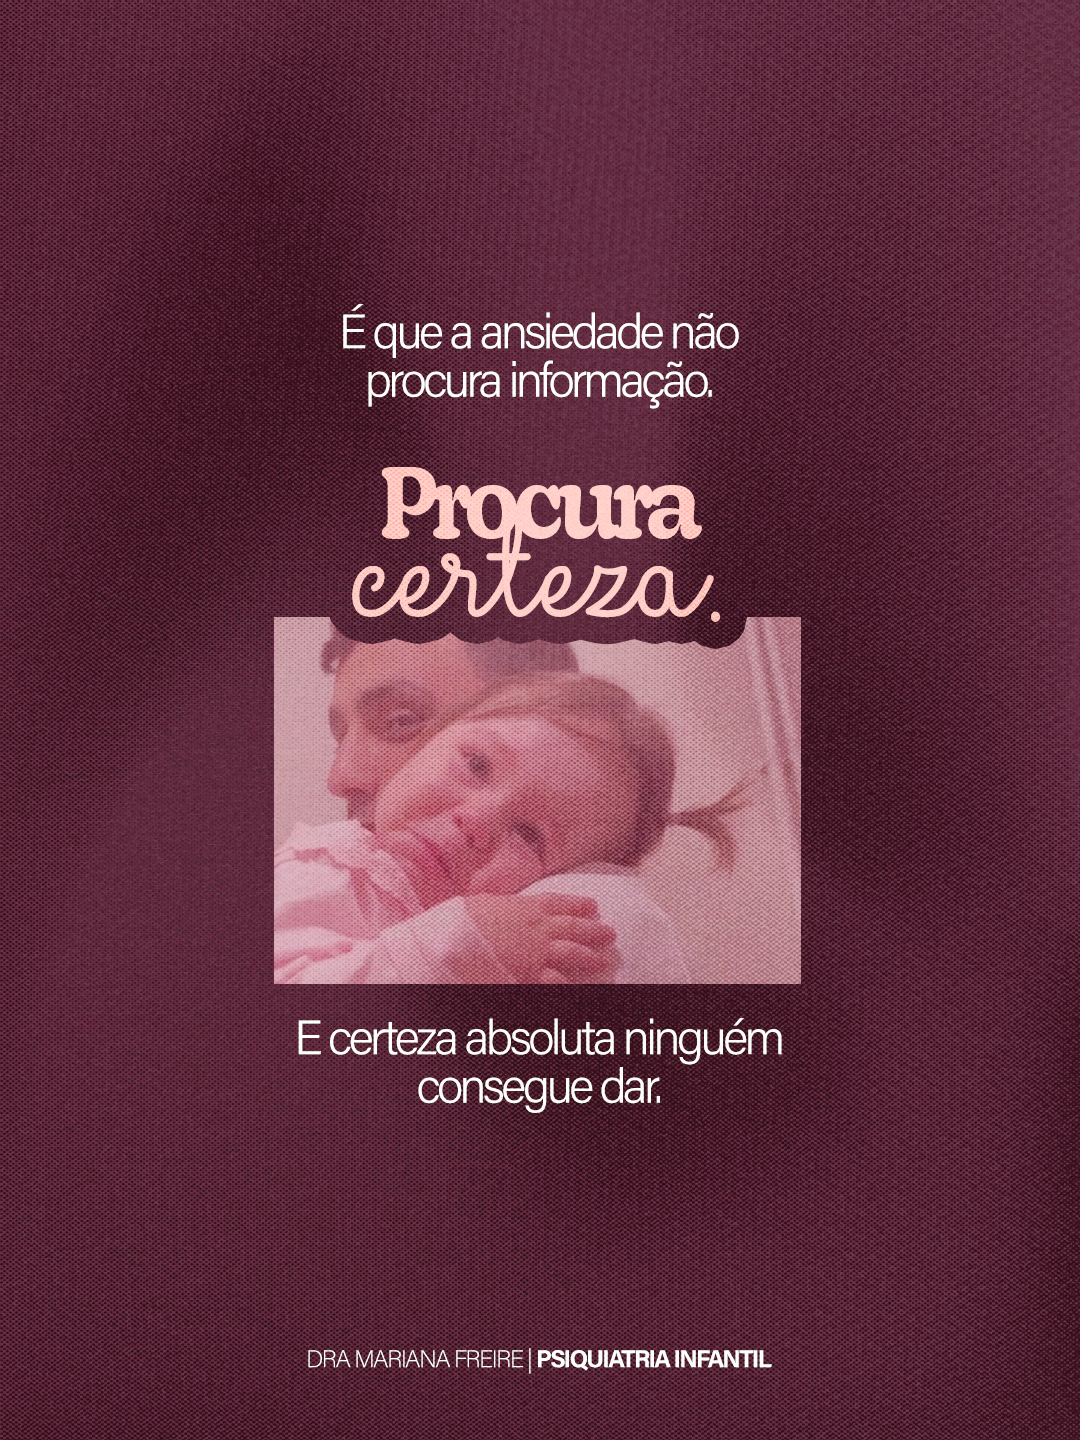 É que a ansiedade não
procura informação.
Procura
certeza.
E certeza absoluta ninguém
consegue dar.
DRA MARIANA FREIRE | PSIQUIATRIA INFANTIL